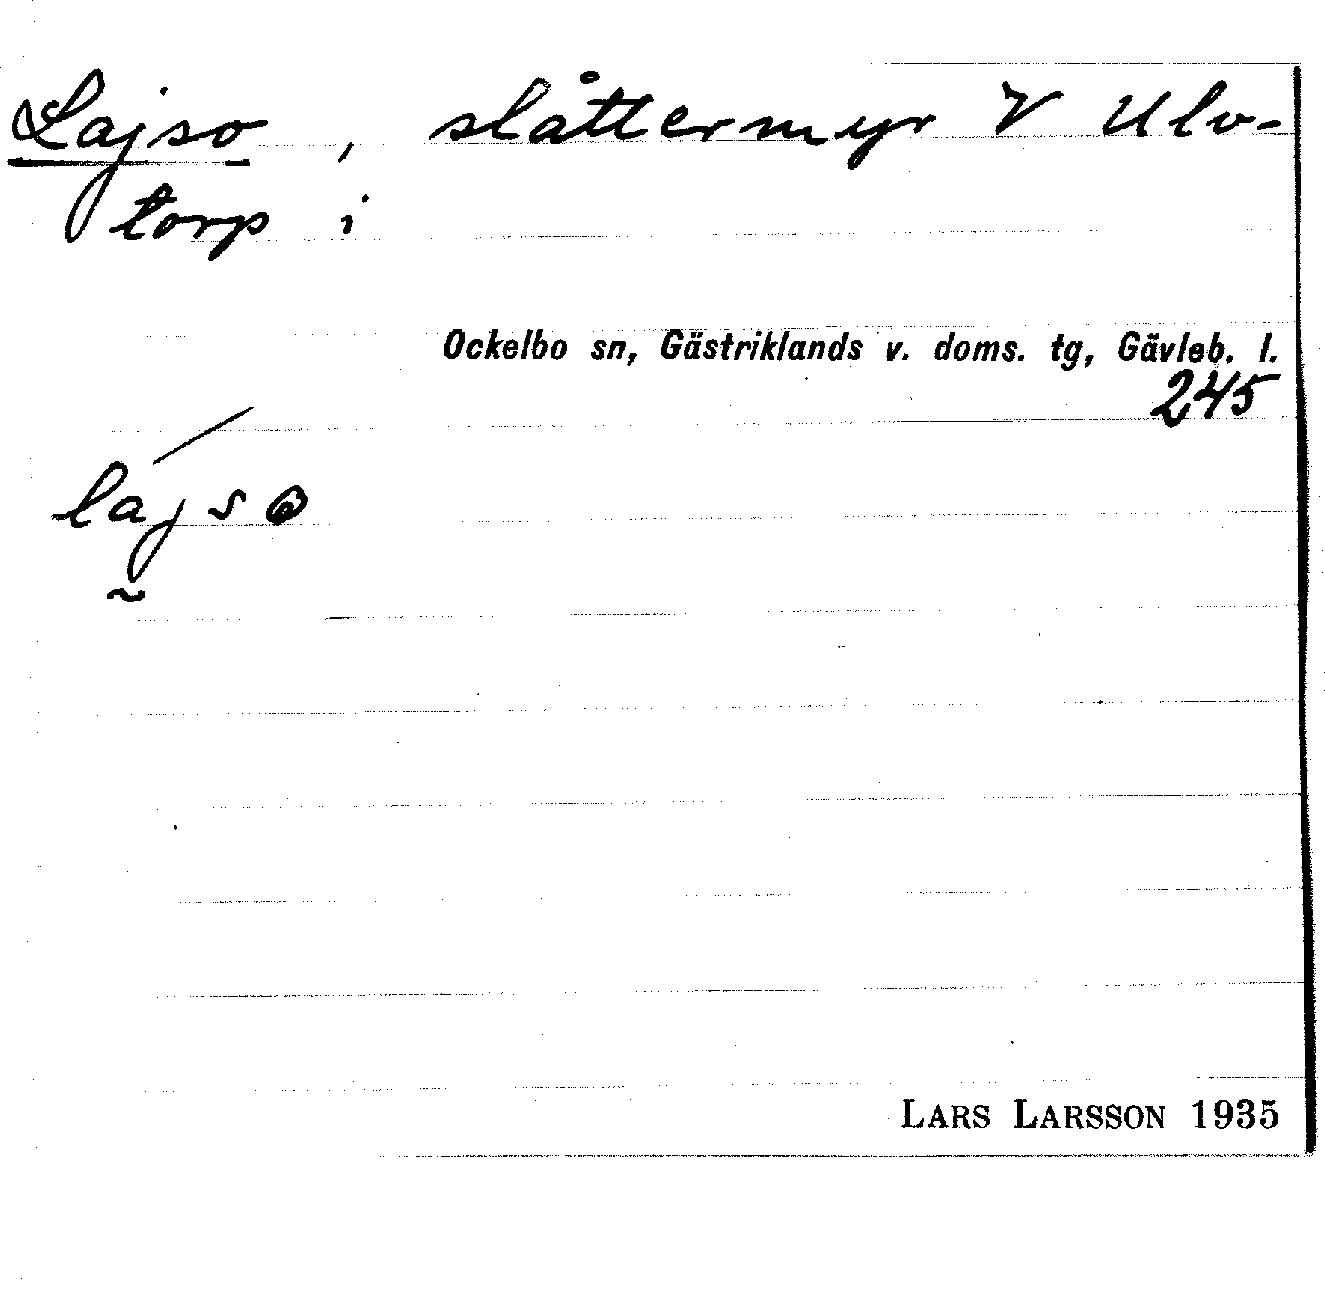 Lajso, slåttermyr V Ulv-
torp i
Ockelbo sn, Gästriklands v. doms. tg, Gävleb. l.
245
lajso
LARS LARSSON 1935